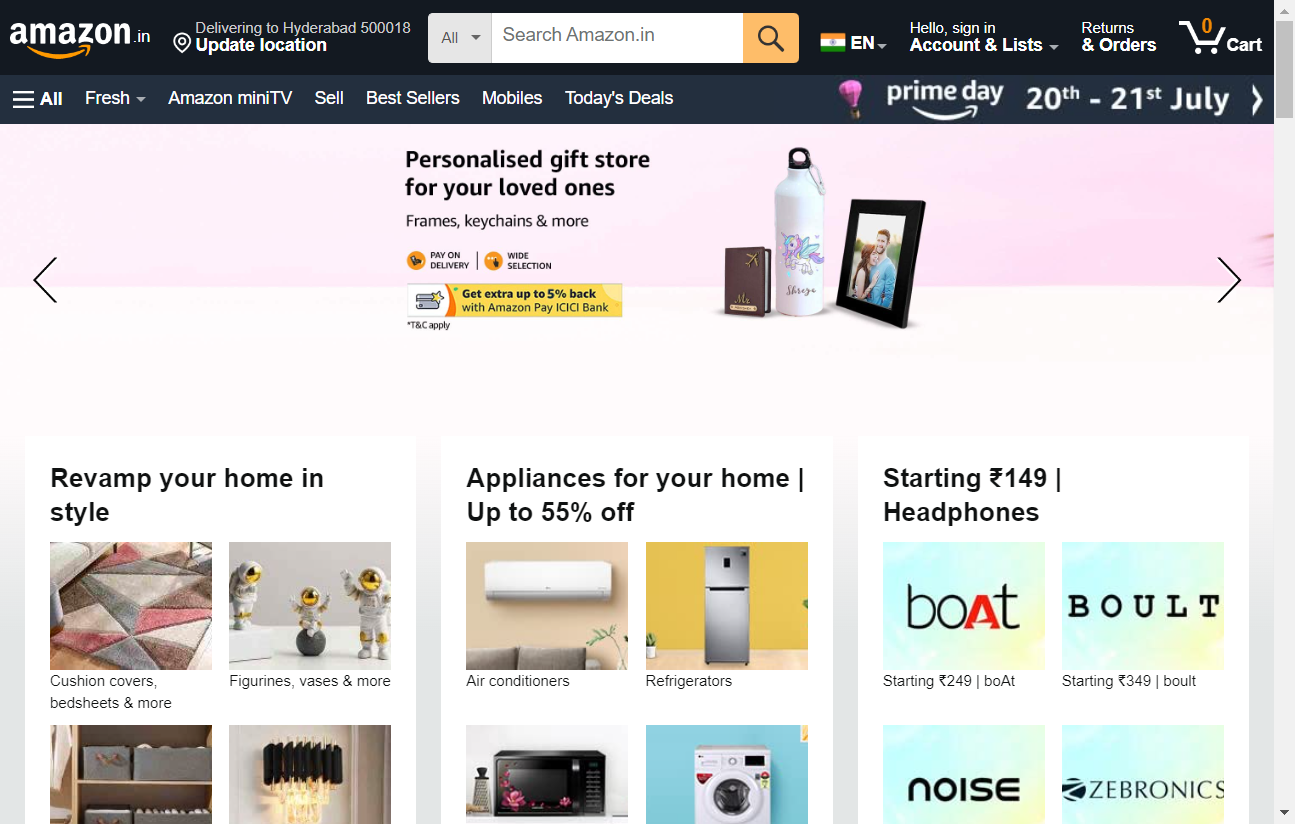 amazon.in
Delivering to Hyderabad 500018
Update location
All
Search Amazon.in
EN
Hello, sign in
Account & Lists
Returns
& Orders
0
Cart
All
Fresh
Amazon miniTV
Sell
Best Sellers
Mobiles
Today's Deals
prime day
20th - 21st July
Personalised gift store
for your loved ones
Frames, keychains & more
PAY ON
DELIVERY
WIDE
SELECTION
Get extra up to 5% back
with Amazon Pay ICICI Bank
*T&C apply
Mr.
Shreya
Revamp your home in
style
Appliances for your home |
Up to 55% off
Starting ₹149 |
Headphones
boAt
BOULT
Cushion covers,
bedsheets & more
Figurines, vases & more
Air conditioners
Refrigerators
Starting ₹249 | boAt
Starting ₹349 | boult
noise
ZEBRONICS